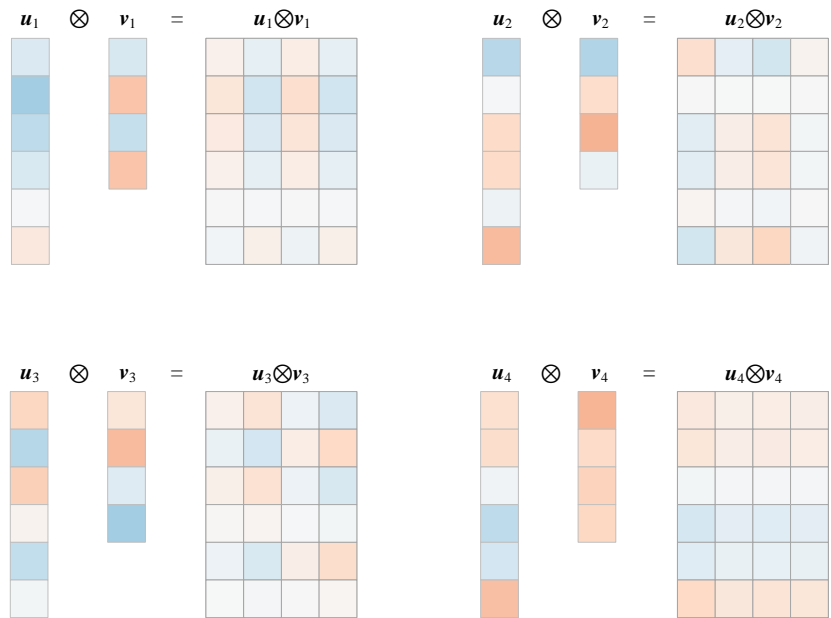 u₁ ⊗ v₁ = u₁⊗v₁ u₂ ⊗ v₂ = u₂⊗v₂
u₃ ⊗ v₃ = u₃⊗v₃ u₄ ⊗ v₄ = u₄⊗v₄